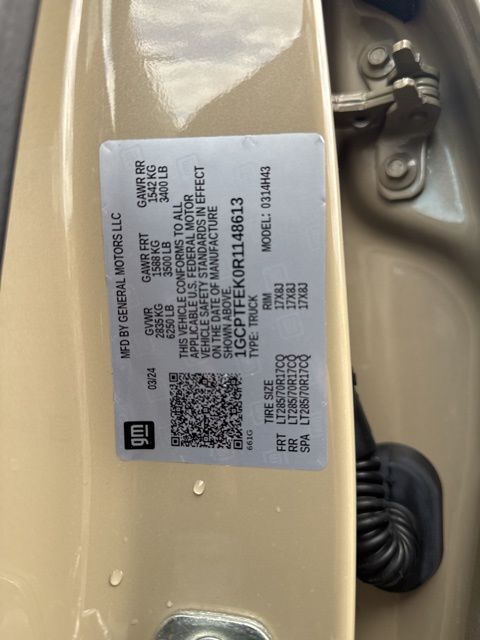 gm
MFD BY GENERAL MOTORS LLC
03/24
GVWR GAWR FRT GAWR RR
2835 KG 1588 KG 1542 KG
6250 LB 3500 LB 3400 LB
THIS VEHICLE CONFORMS TO ALL
APPLICABLE U.S. FEDERAL MOTOR
VEHICLE SAFETY STANDARDS IN EFFECT
ON THE DATE OF MANUFACTURE
SHOWN ABOVE.
1GCPTFEK0R1148613
661G
TYPE: TRUCK MODEL: 0314H43
TIRE SIZE RIM
FRT LT285/70R17CQ 17X8J
RR LT285/70R17CQ 17X8J
SPA LT285/70R17CQ 17X8J